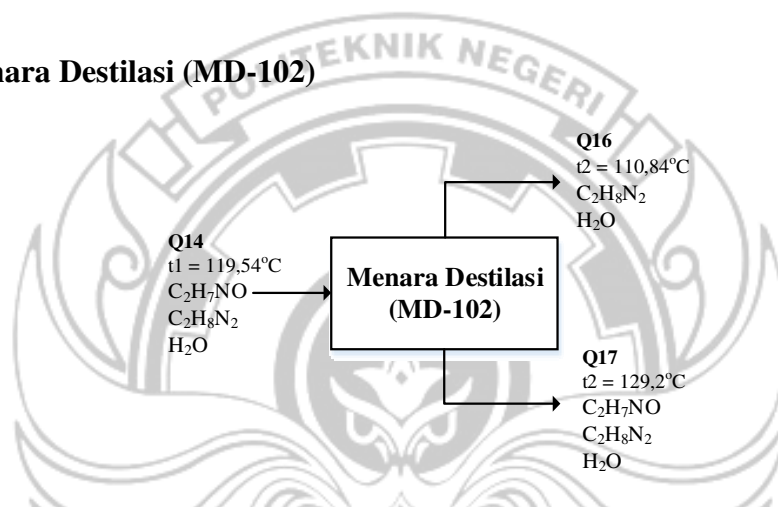 nara Destilasi (MD-102)
POLITEKNIK NEGERI
Q16
t2 = 110,84°C
C₂H₈N₂
H₂O
Q14
t1 = 119,54°C
C₂H₇NO
C₂H₈N₂
H₂O
Menara Destilasi
(MD-102)
Q17
t2 = 129,2°C
C₂H₇NO
C₂H₈N₂
H₂O